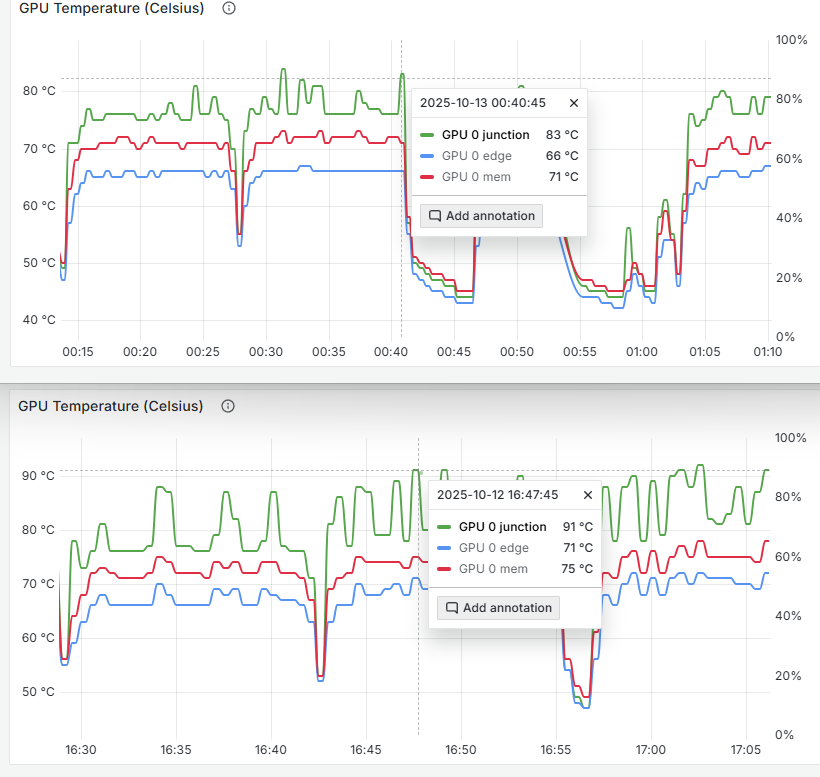 GPU Temperature (Celsius)
100%
80 °C
80%
70 °C
60%
60 °C
40%
50 °C
20%
40 °C
0%
2025-10-13 00:40:45
GPU 0 junction 83 °C
GPU 0 edge 66 °C
GPU 0 mem 71 °C
Add annotation
00:15 00:20 00:25 00:30 00:35 00:40 00:45 00:50 00:55 01:00 01:05 01:10
GPU Temperature (Celsius)
100%
90 °C
80%
80 °C
60%
70 °C
40%
60 °C
20%
50 °C
0%
2025-10-12 16:47:45
GPU 0 junction 91 °C
GPU 0 edge 71 °C
GPU 0 mem 75 °C
Add annotation
16:30 16:35 16:40 16:45 16:50 16:55 17:00 17:05